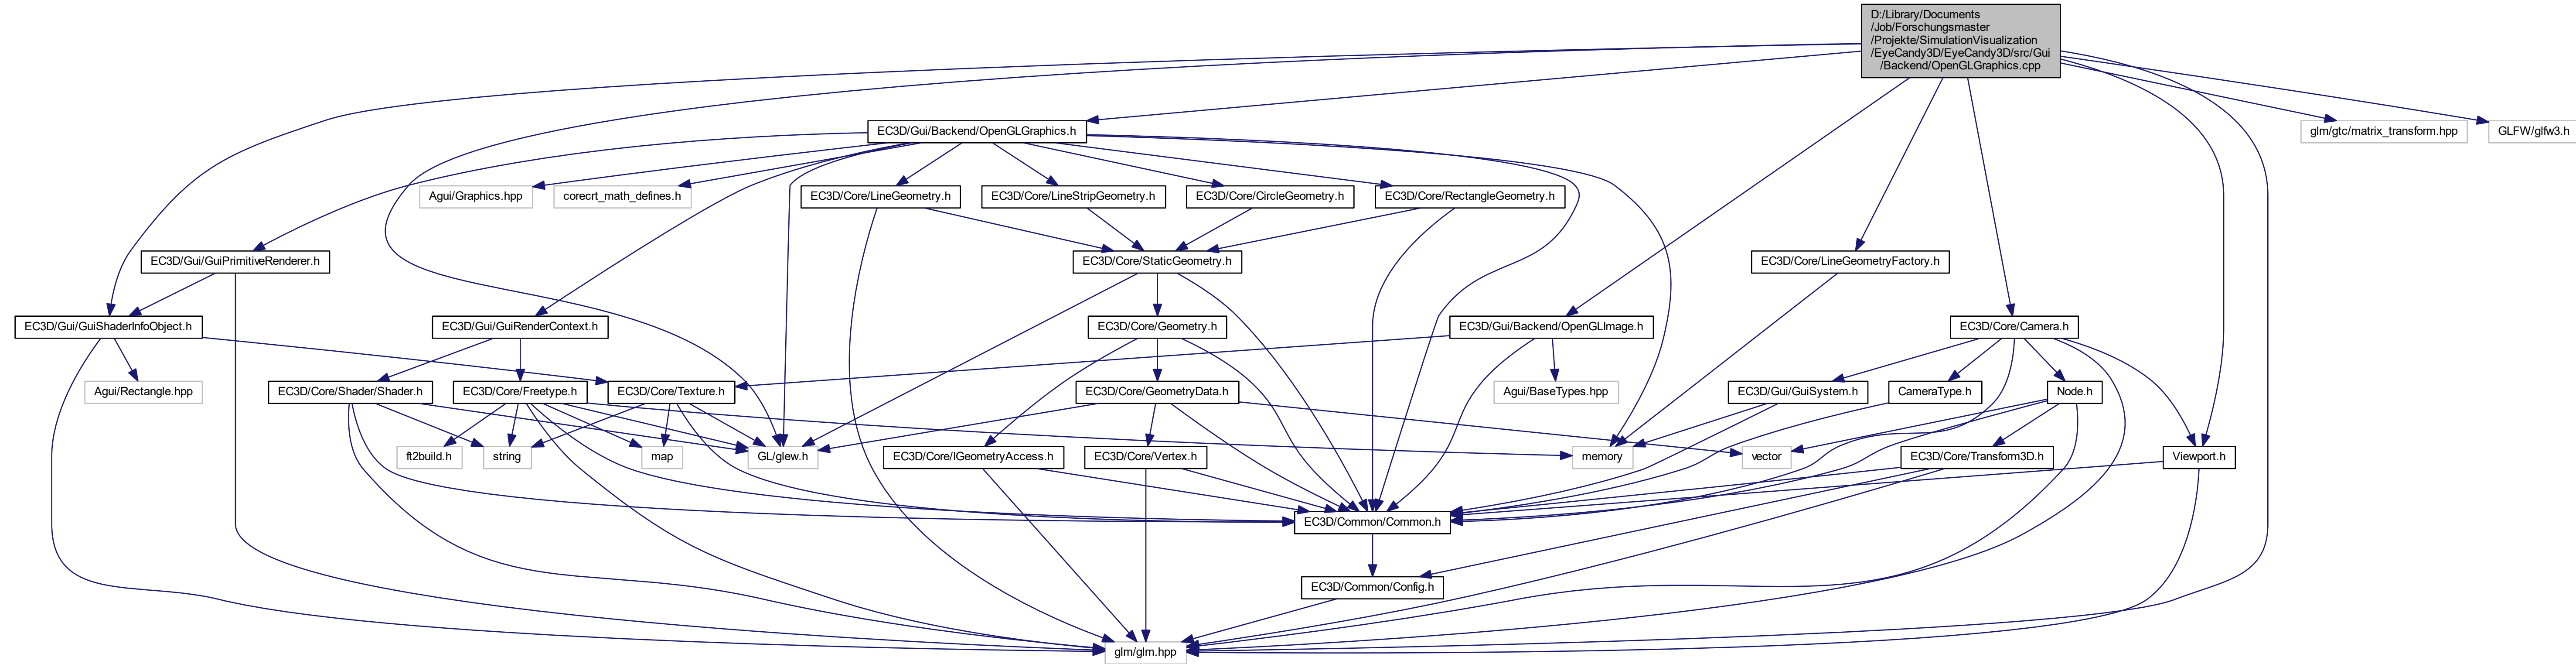 D:/Library/Documents
/Job/Forschungsmaster
/Projekte/SimulationVisualization
/EyeCandy3D/EyeCandy3D/src/Gui
/Backend/OpenGLGraphics.cpp
EC3D/Gui/Backend/OpenGLGraphics.h
glm/gtc/matrix_transform.hpp
GLFW/glfw3.h
Agui/Graphics.hpp
corecrt_math_defines.h
EC3D/Core/LineGeometry.h
EC3D/Core/LineStripGeometry.h
EC3D/Core/CircleGeometry.h
EC3D/Core/RectangleGeometry.h
EC3D/Gui/GuiPrimitiveRenderer.h
EC3D/Core/StaticGeometry.h
EC3D/Core/LineGeometryFactory.h
EC3D/Gui/GuiShaderInfoObject.h
EC3D/Gui/GuiRenderContext.h
EC3D/Core/Geometry.h
EC3D/Gui/Backend/OpenGLImage.h
EC3D/Core/Camera.h
Agui/Rectangle.hpp
EC3D/Core/Shader/Shader.h
EC3D/Core/Freetype.h
EC3D/Core/Texture.h
EC3D/Core/GeometryData.h
Agui/BaseTypes.hpp
EC3D/Gui/GuiSystem.h
CameraType.h
Node.h
ft2build.h
string
map
GL/glew.h
EC3D/Core/IGeometryAccess.h
EC3D/Core/Vertex.h
memory
vector
EC3D/Core/Transform3D.h
Viewport.h
EC3D/Common/Common.h
EC3D/Common/Config.h
glm/glm.hpp